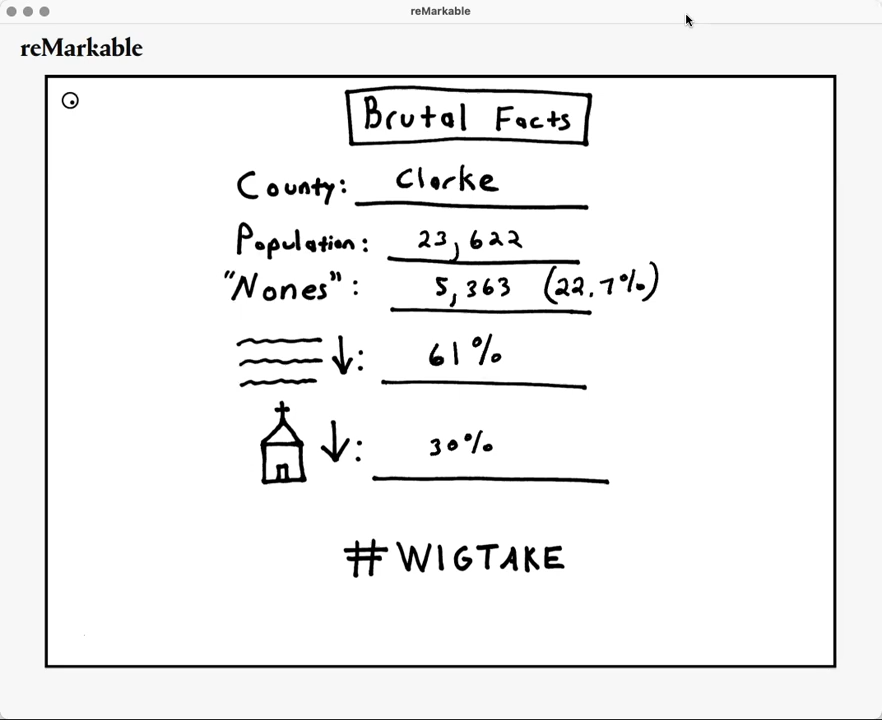 reMarkable
reMarkable
Brutal Facts
County: Clarke
Population: 23,622
"Nones": 5,363 (22.7%)
↓: 61%
↓: 30%
#WIGTAKE